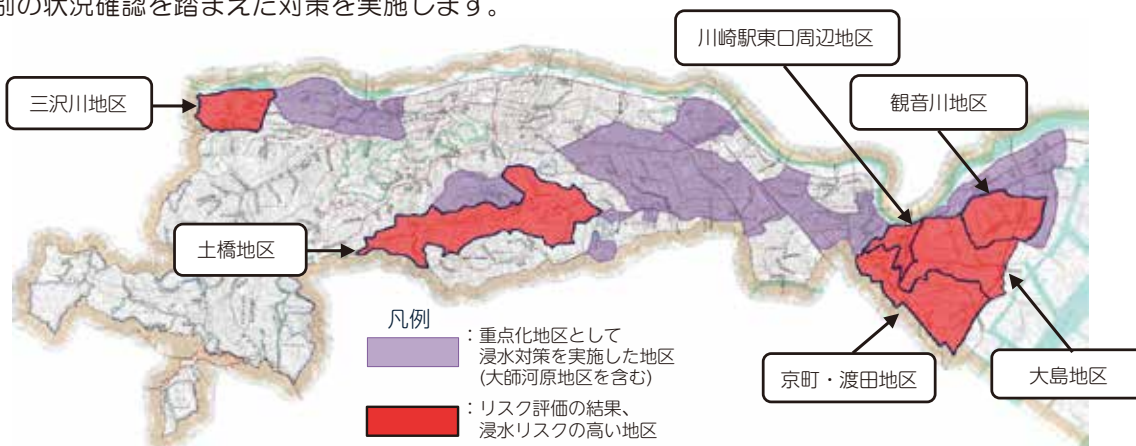 別の状況確認を踏まえた対策を実施します。
川崎駅東口周辺地区
三沢川地区
観音川地区
土橋地区
凡例
：重点化地区として
浸水対策を実施した地区
(大師河原地区を含む)
京町・渡田地区
大島地区
：リスク評価の結果、
浸水リスクの高い地区